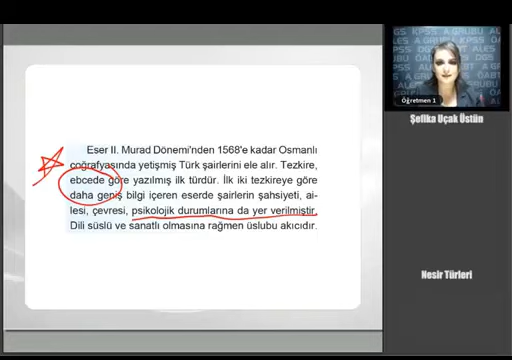 Eser II. Murad Dönemi'nden 1568'e kadar Osmanlı
coğrafyasında yetişmiş Türk şairlerini ele alır. Tezkire,
ebcede göre yazılmış ilk türdür. İlk iki tezkireye göre
daha geniş bilgi içeren eserde şairlerin şahsiyeti, ai-
lesi, çevresi, psikolojik durumlarına da yer verilmiştir.
Dili süslü ve sanatlı olmasına rağmen üslubu akıcıdır.
Öğretmen 1
Şefika Uçak Üstün
Nesir Türleri